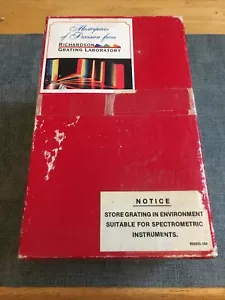 Masterpieces
of Precision from
RICHARDSON
GRATING LABORATORY
NOTICE
STORE GRATING IN ENVIRONMENT
SUITABLE FOR SPECTROMETRIC
INSTRUMENTS.